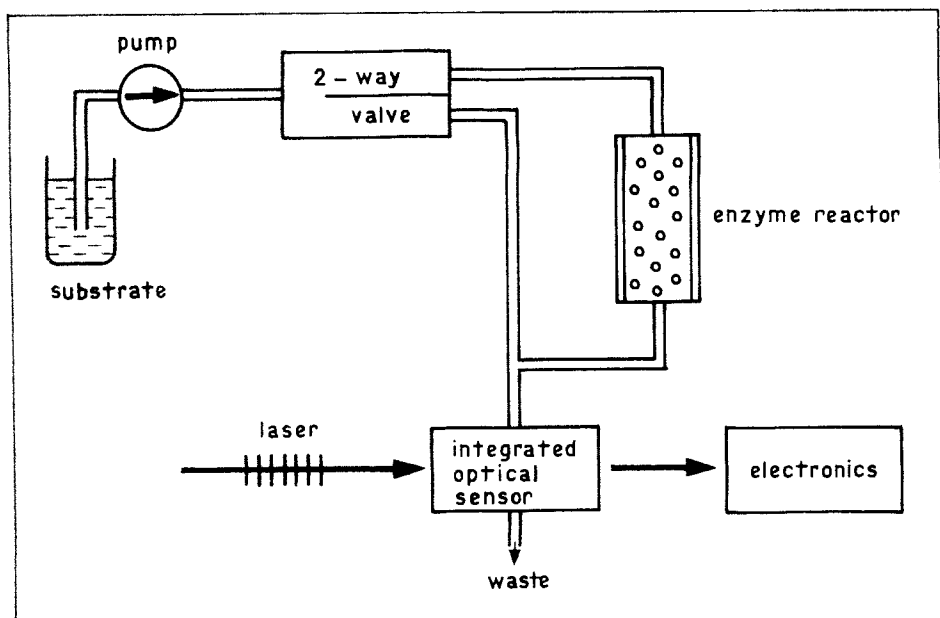 pump
2 - way
valve
substrate
enzyme reactor
laser
integrated
optical
sensor
electronics
waste